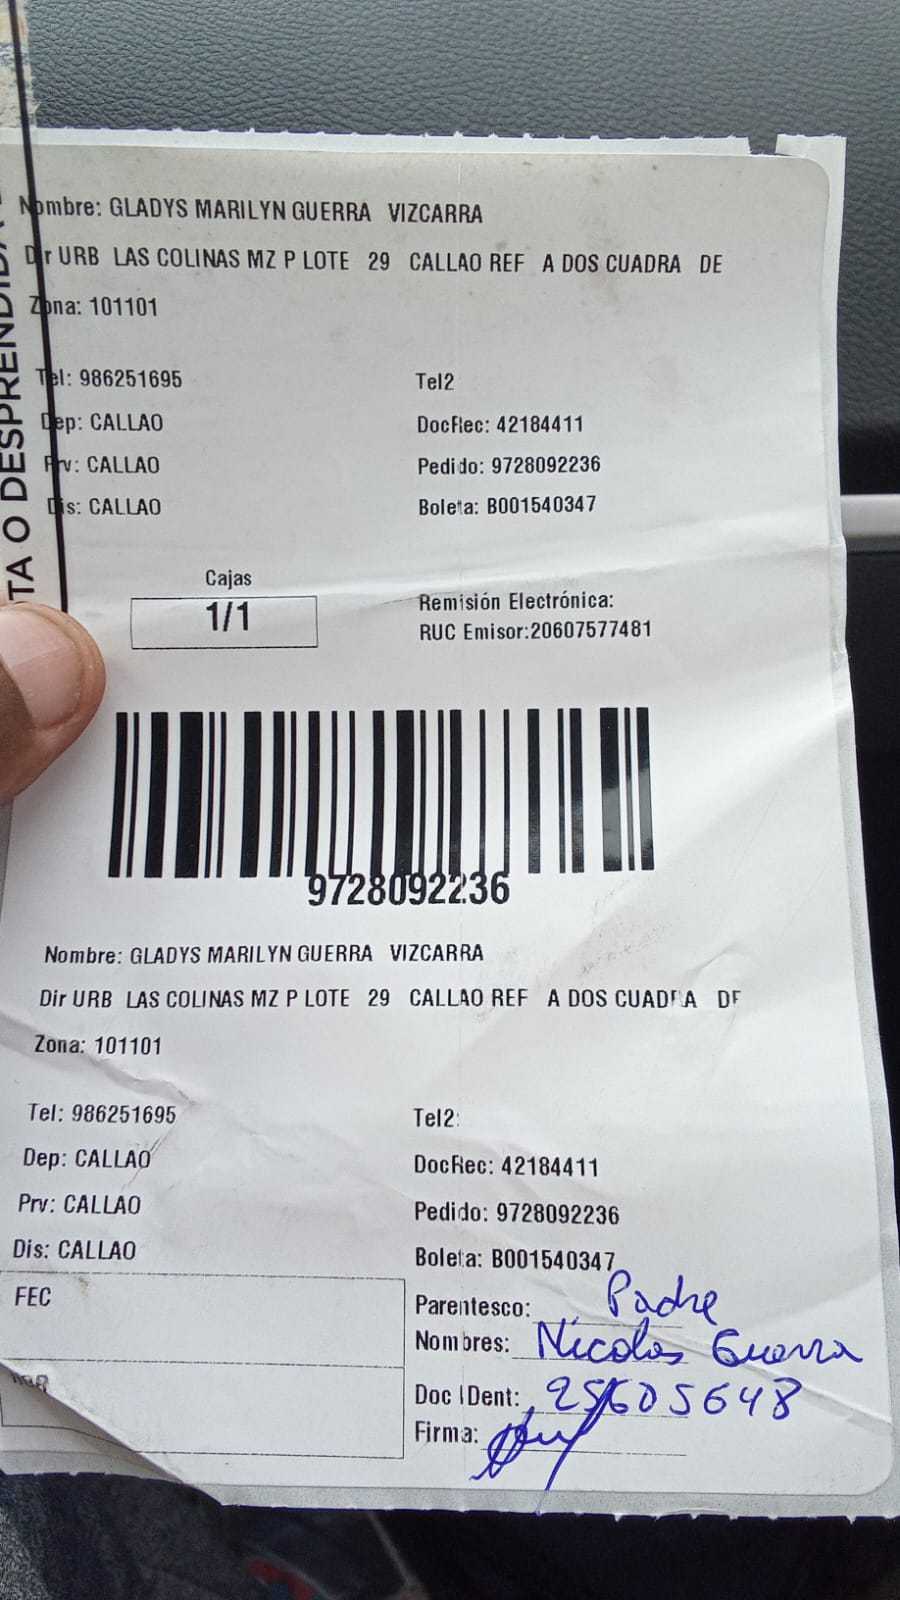 TA O DESPRENDIDA
Nombre: GLADYS MARILYN GUERRA VIZCARRA
Dir URB LAS COLINAS MZ P LOTE 29 CALLAO REF A DOS CUADRA DE
Zona: 101101
Tel: 986251695 Tel2
Dep: CALLAO DocRec: 42184411
Prv: CALLAO Pedido: 9728092236
Dis: CALLAO Boleta: B001540347
Cajas
1/1
Remisión Electrónica:
RUC Emisor:20607577481
9728092236
Nombre: GLADYS MARILYN GUERRA VIZCARRA
Dir URB LAS COLINAS MZ P LOTE 29 CALLAO REF A DOS CUADRA DE
Zona: 101101
Tel: 986251695 Tel2:
Dep: CALLAO DocRec: 42184411
Prv: CALLAO Pedido: 9728092236
Dis: CALLAO Boleta: B001540347
FEC
Parentesco: Padre
Nombres: Nicolas Guerra
Doc IDent: 25605648
Firma: